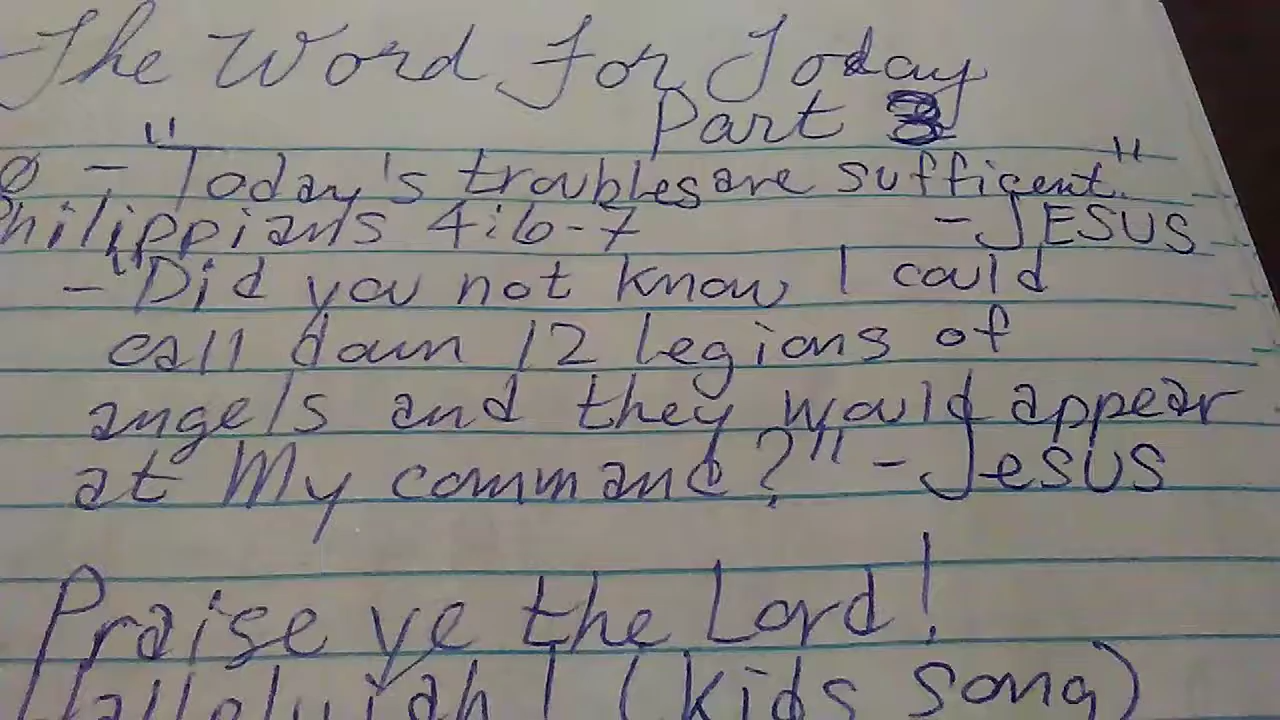 The Word For Today
Part 3
Ø - "Today's troubles are sufficent."
Philippians 4:6-7 - JESUS
- "Did you not know I could
call down 12 legions of
angels and they would appear
at My command?" - Jesus
Praise ye the Lord!
Hallelujah! (kids song)